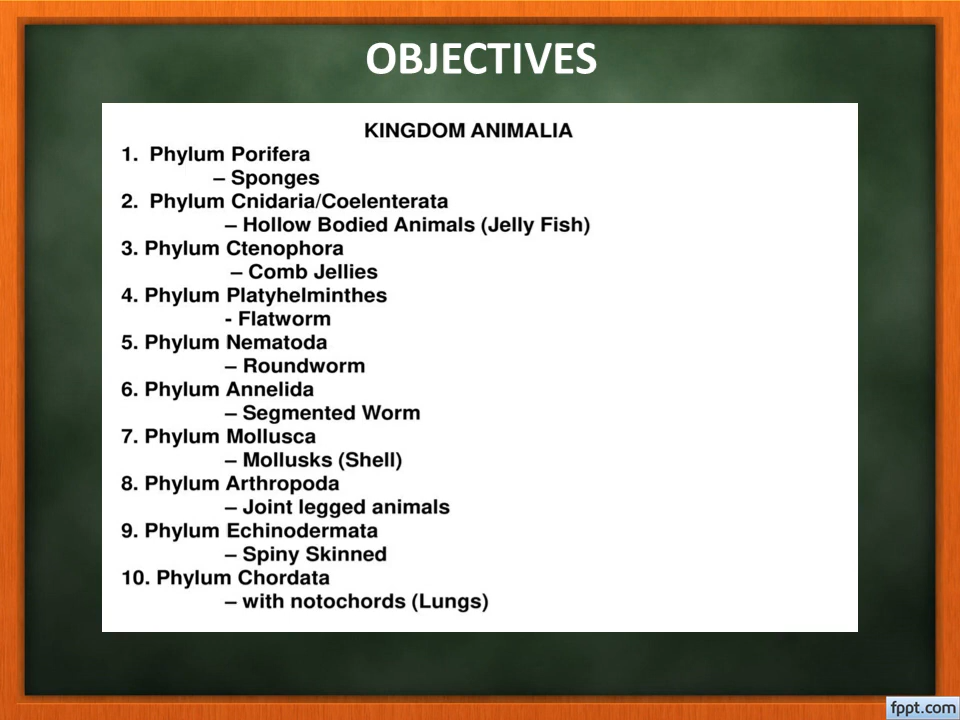 OBJECTIVES
KINGDOM ANIMALIA
1. Phylum Porifera
– Sponges
2. Phylum Cnidaria/Coelenterata
– Hollow Bodied Animals (Jelly Fish)
3. Phylum Ctenophora
– Comb Jellies
4. Phylum Platyhelminthes
- Flatworm
5. Phylum Nematoda
– Roundworm
6. Phylum Annelida
– Segmented Worm
7. Phylum Mollusca
– Mollusks (Shell)
8. Phylum Arthropoda
– Joint legged animals
9. Phylum Echinodermata
– Spiny Skinned
10. Phylum Chordata
– with notochords (Lungs)
fppt.com